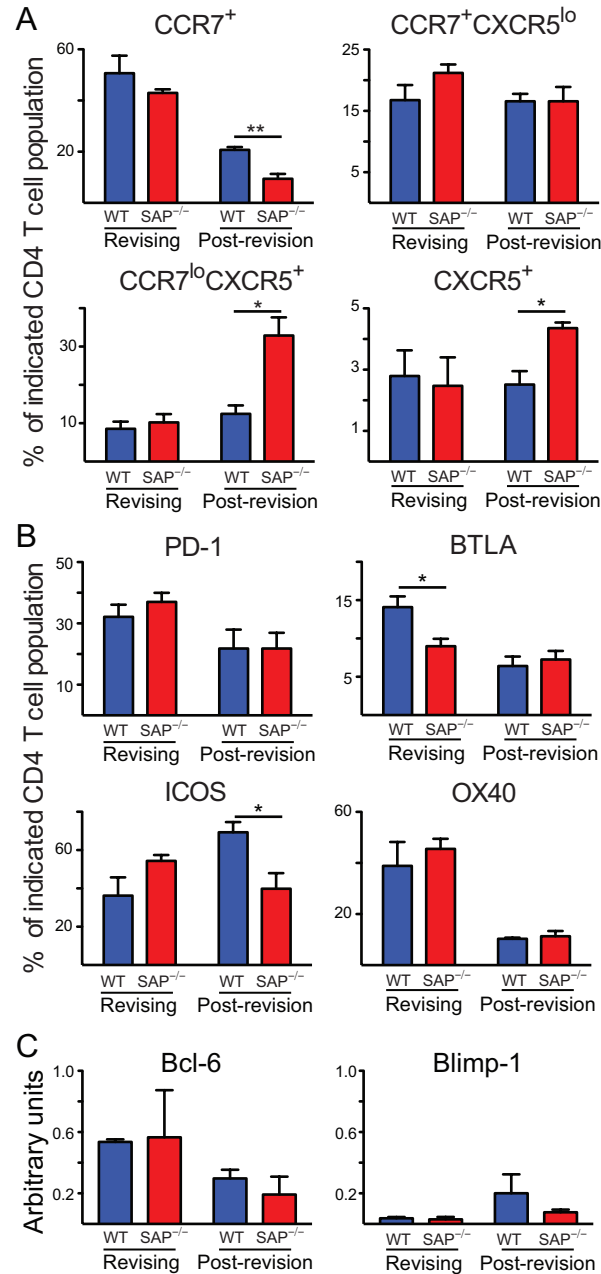 A
CCR7⁺
CCR7⁺CXCR5ˡᵒ
60
20
WT SAP⁻/⁻ WT SAP⁻/⁻
Revising Post-revision
25
15
5
WT SAP⁻/⁻ WT SAP⁻/⁻
Revising Post-revision
**
CCR7ˡᵒCXCR5⁺
CXCR5⁺
30
10
*
WT SAP⁻/⁻ WT SAP⁻/⁻
Revising Post-revision
5
3
1
*
WT SAP⁻/⁻ WT SAP⁻/⁻
Revising Post-revision
% of indicated CD4 T cell population
B
PD-1
BTLA
50
30
10
WT SAP⁻/⁻ WT SAP⁻/⁻
Revising Post-revision
15
5
*
WT SAP⁻/⁻ WT SAP⁻/⁻
Revising Post-revision
ICOS
OX40
60
20
*
WT SAP⁻/⁻ WT SAP⁻/⁻
Revising Post-revision
60
20
WT SAP⁻/⁻ WT SAP⁻/⁻
Revising Post-revision
% of indicated CD4 T cell population
C
Bcl-6
Blimp-1
1.0
0.6
0.2
WT SAP⁻/⁻ WT SAP⁻/⁻
Revising Post-revision
1.0
0.6
0.2
WT SAP⁻/⁻ WT SAP⁻/⁻
Revising Post-revision
Arbitrary units